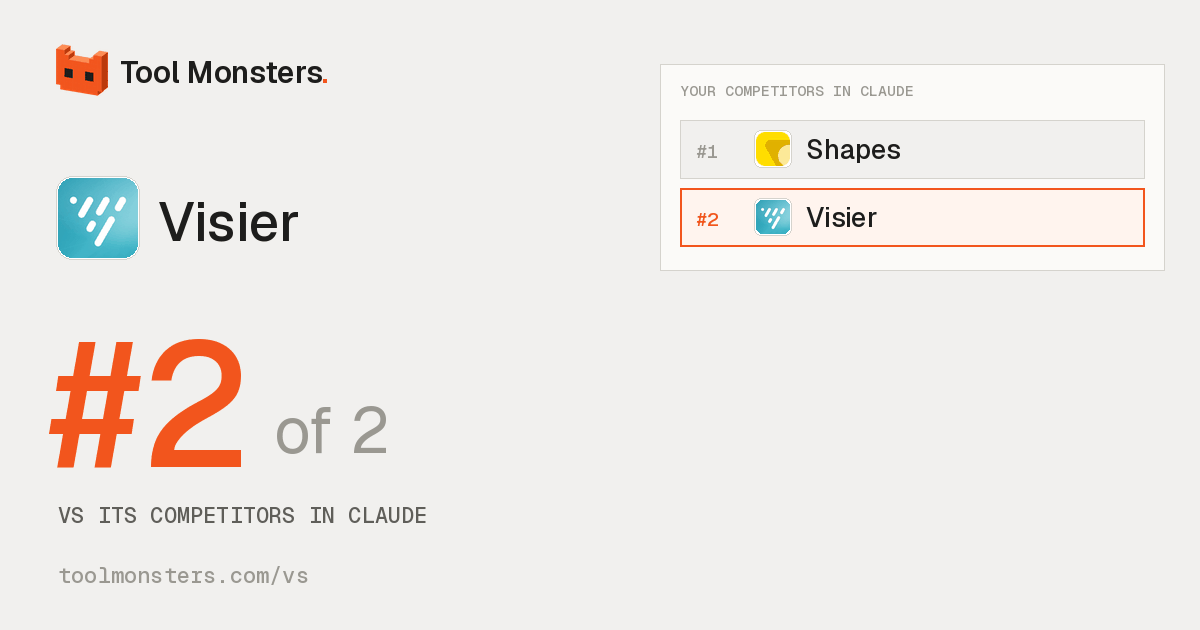 Tool Monsters.
Visier
#2 of 2
VS ITS COMPETITORS IN CLAUDE
toolmonsters.com/vs
YOUR COMPETITORS IN CLAUDE
#1 Shapes
#2 Visier